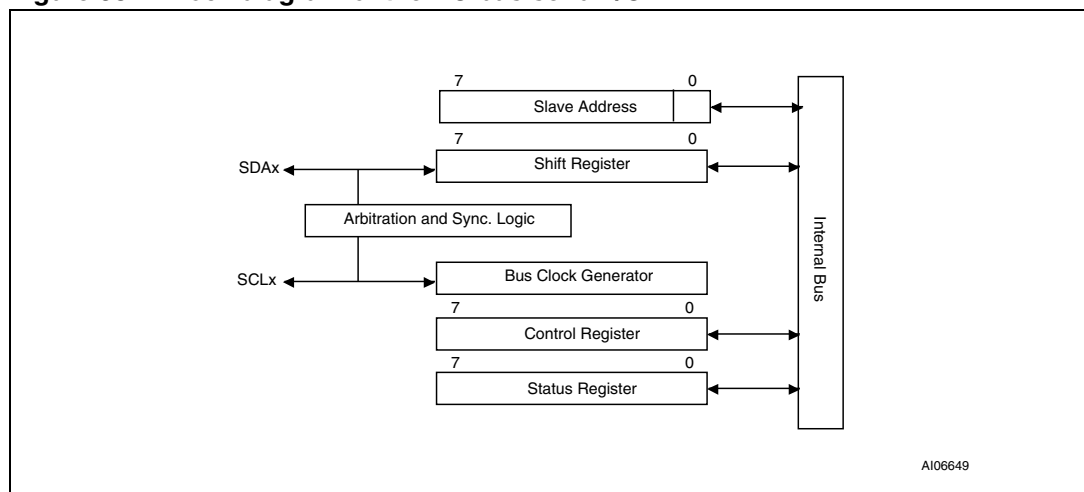 7 0
Slave Address
7 0
SDAx
Shift Register
Arbitration and Sync. Logic
SCLx
Bus Clock Generator
7 0
Control Register
7 0
Status Register
Internal Bus
AI06649